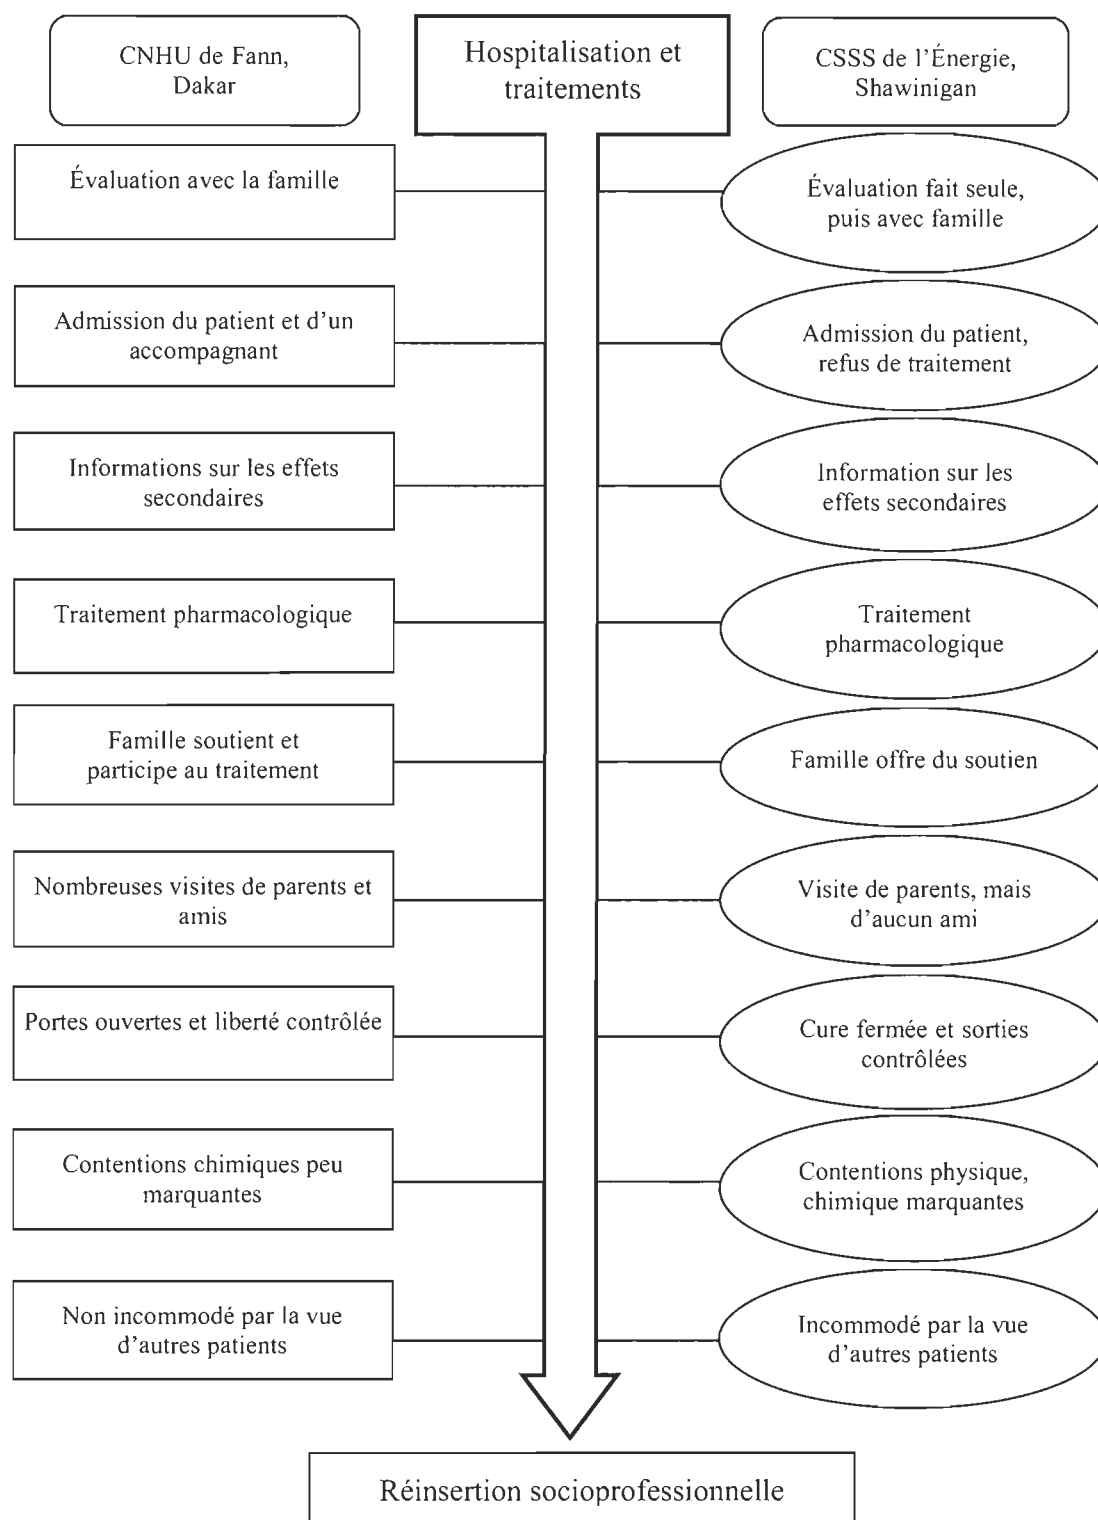 CNHU de Fann,
Dakar
Hospitalisation et
traitements
CSSS de l'Énergie,
Shawinigan
Évaluation avec la famille
Évaluation fait seule,
puis avec famille
Admission du patient et d'un
accompagnant
Admission du patient,
refus de traitement
Informations sur les effets
secondaires
Information sur les
effets secondaires
Traitement pharmacologique
Traitement
pharmacologique
Famille soutient et
participe au traitement
Famille offre du soutien
Nombreuses visites de parents et
amis
Visite de parents, mais
d'aucun ami
Portes ouvertes et liberté contrôlée
Cure fermée et sorties
contrôlées
Contentions chimiques peu
marquantes
Contentions physique,
chimique marquantes
Non incommodé par la vue
d'autres patients
Incommodé par la vue
d'autres patients
Réinsertion socioprofessionnelle